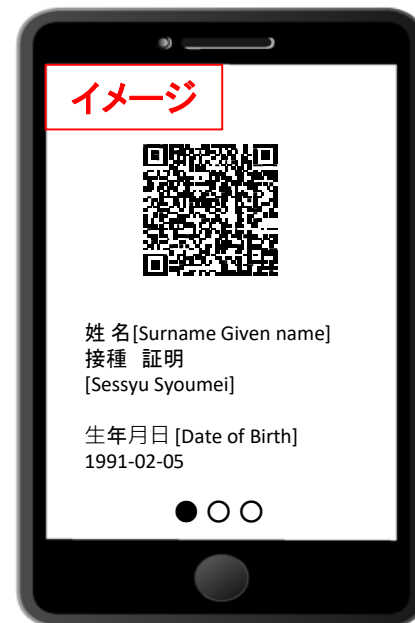 イメージ
姓 名[Surname Given name]
接種　証明
[Sessyu Syoumei]
生年月日 [Date of Birth]
1991-02-05